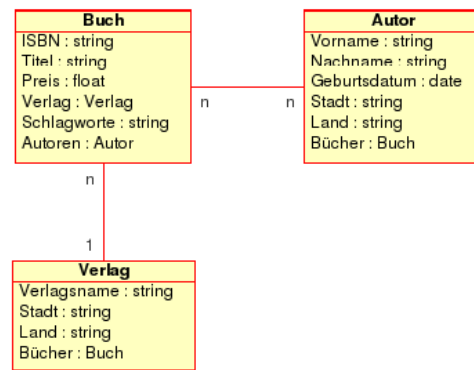 Buch
ISBN : string
Titel : string
Preis : float
Verlag : Verlag
Schlagworte : string
Autoren : Autor
n
n
Autor
Vorname : string
Nachname : string
Geburtsdatum : date
Stadt : string
Land : string
Bücher : Buch
n
1
Verlag
Verlagsname : string
Stadt : string
Land : string
Bücher : Buch